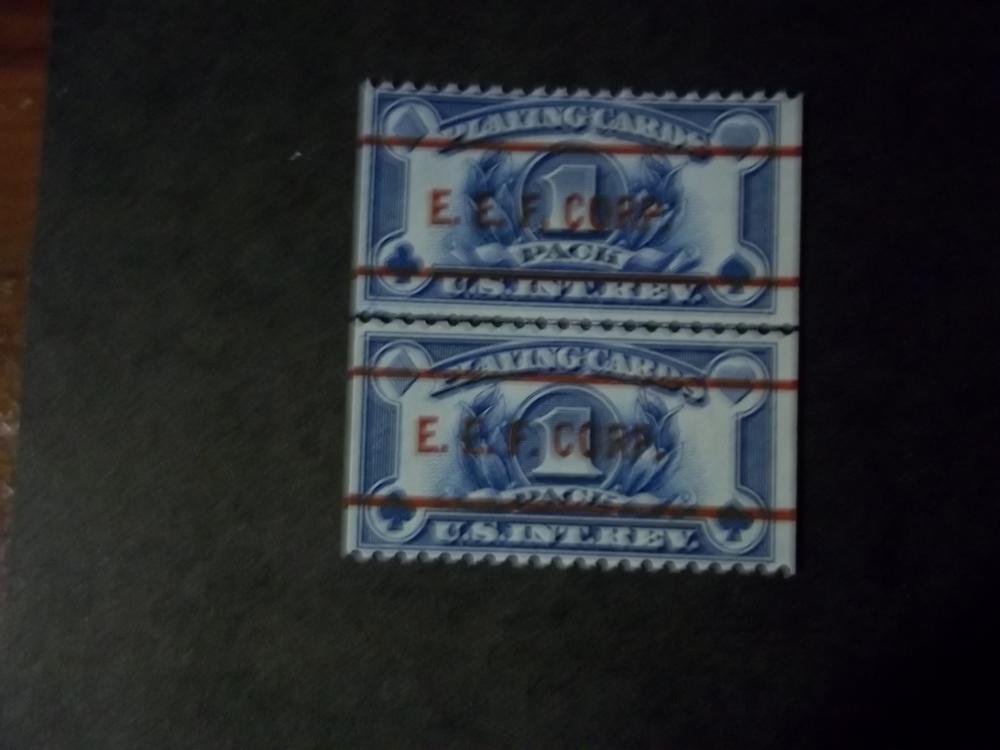 PLAYING CARDS
1
E. E. F. CORP.
PACK
U.S. INT. REV.
PLAYING CARDS
1
E. E. F. CORP.
PACK
U.S. INT. REV.